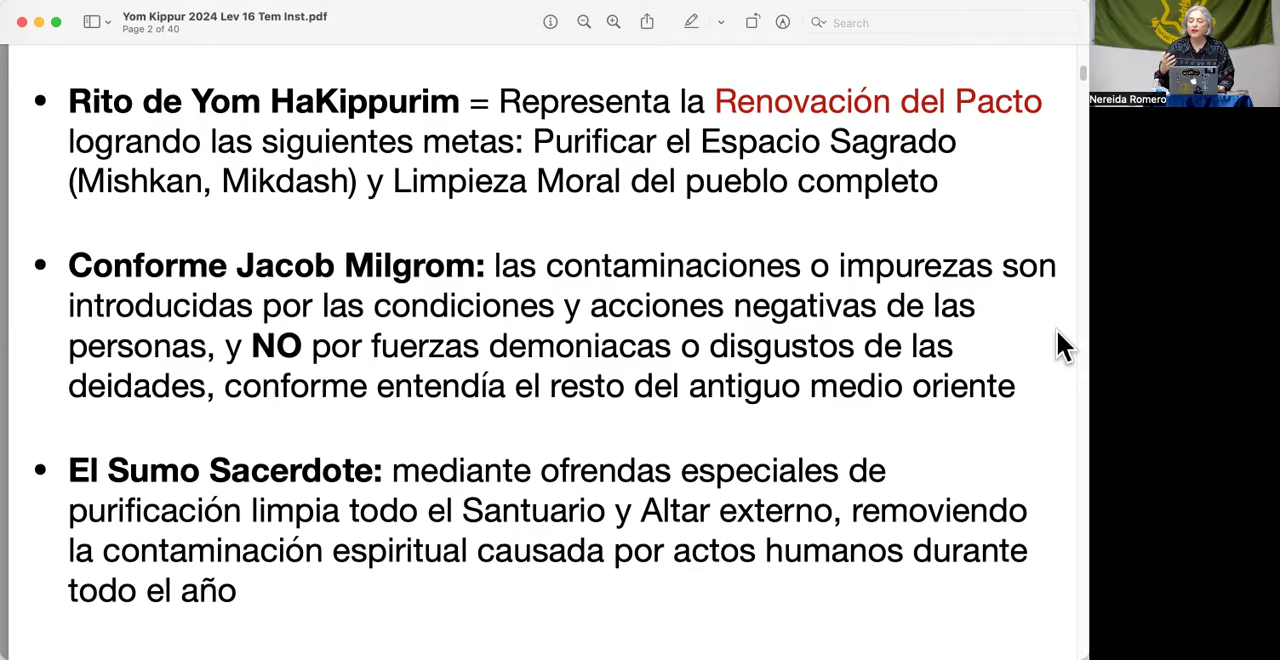 Yom Kippur 2024 Lev 16 Tem Inst.pdf
Page 2 of 40
Search
Nereida Romero
• Rito de Yom HaKippurim = Representa la Renovación del Pacto
logrando las siguientes metas: Purificar el Espacio Sagrado
(Mishkan, Mikdash) y Limpieza Moral del pueblo completo
• Conforme Jacob Milgrom: las contaminaciones o impurezas son
introducidas por las condiciones y acciones negativas de las
personas, y NO por fuerzas demoniacas o disgustos de las
deidades, conforme entendía el resto del antiguo medio oriente
• El Sumo Sacerdote: mediante ofrendas especiales de
purificación limpia todo el Santuario y Altar externo, removiendo
la contaminación espiritual causada por actos humanos durante
todo el año